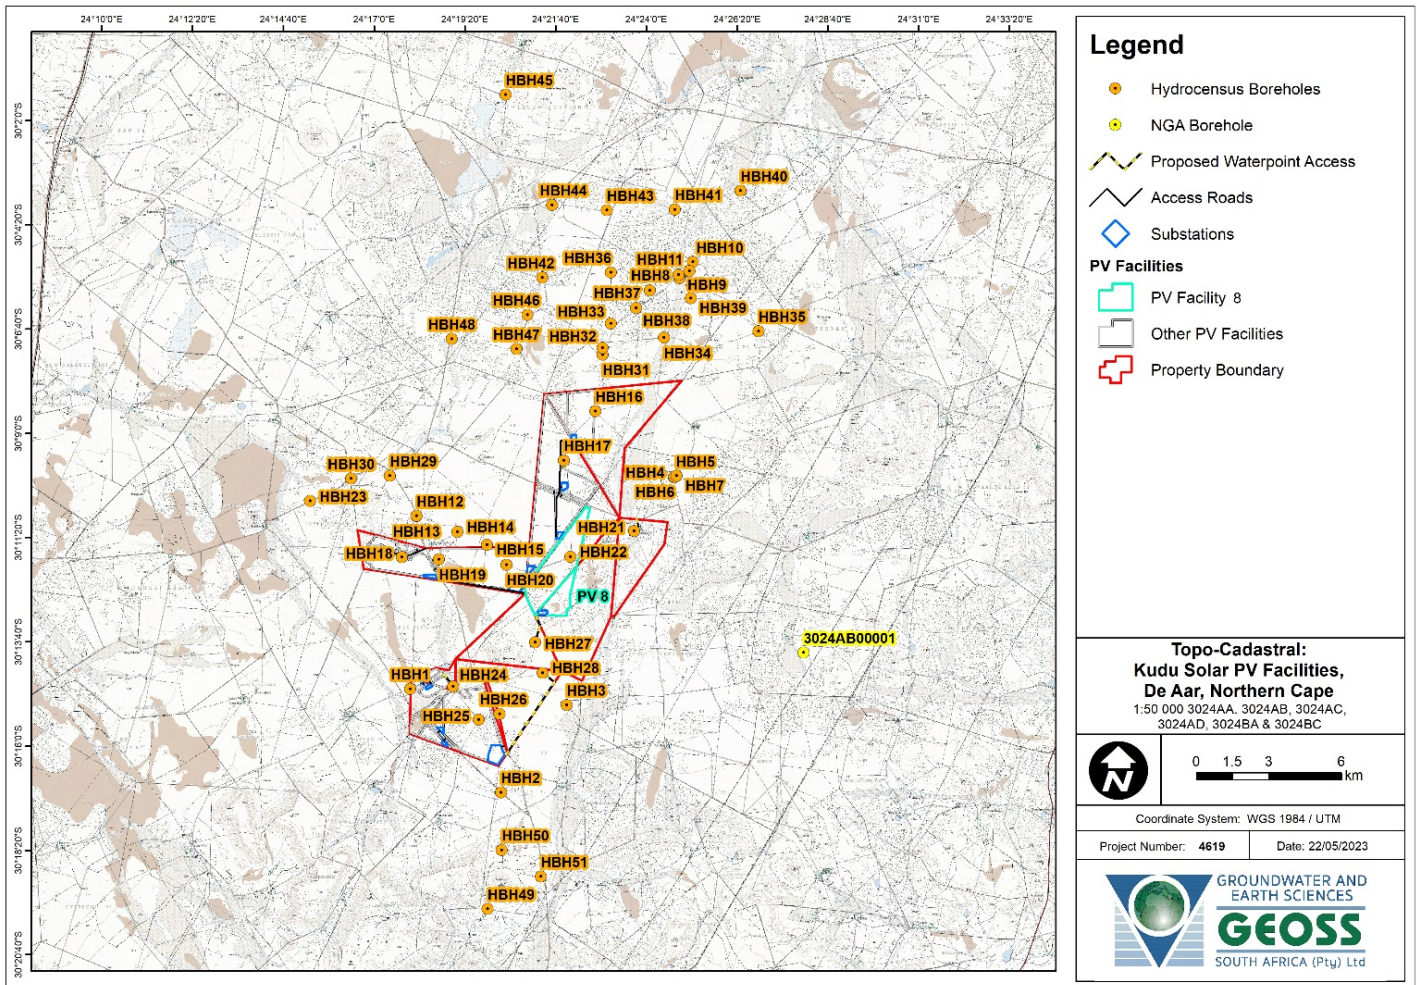 24°10'0"E
24°12'20"E
24°14'40"E
24°17'0"E
24°19'20"E
24°21'40"E
24°24'0"E
24°26'20"E
24°28'40"E
24°31'0"E
24°33'20"E
30°2'0"S
30°4'20"S
30°6'40"S
30°9'0"S
30°11'20"S
30°13'40"S
30°16'0"S
30°18'20"S
30°20'40"S
HBH45
HBH40
HBH44
HBH43
HBH41
HBH10
HBH36
HBH11
HBH42
HBH8
HBH9
HBH37
HBH46
HBH39
HBH33
HBH38
HBH35
HBH48
HBH47
HBH32
HBH34
HBH31
HBH16
HBH17
HBH30
HBH29
HBH4
HBH5
HBH6
HBH7
HBH23
HBH12
HBH13
HBH14
HBH21
HBH18
HBH15
HBH22
HBH19
HBH20
PV 8
3024AB00001
HBH27
HBH28
HBH1
HBH24
HBH3
HBH26
HBH25
HBH2
HBH50
HBH51
HBH49
Legend
Hydrocensus Boreholes
NGA Borehole
Proposed Waterpoint Access
Access Roads
Substations
PV Facilities
PV Facility 8
Other PV Facilities
Property Boundary
Topo-Cadastral:
Kudu Solar PV Facilities,
De Aar, Northern Cape
1:50 000 3024AA. 3024AB, 3024AC,
3024AD, 3024BA & 3024BC
N
0 1.5 3 6
km
Coordinate System: WGS 1984 / UTM
Project Number: 4619
Date: 22/05/2023
GROUNDWATER AND
EARTH SCIENCES
GEOSS
SOUTH AFRICA (Pty) Ltd